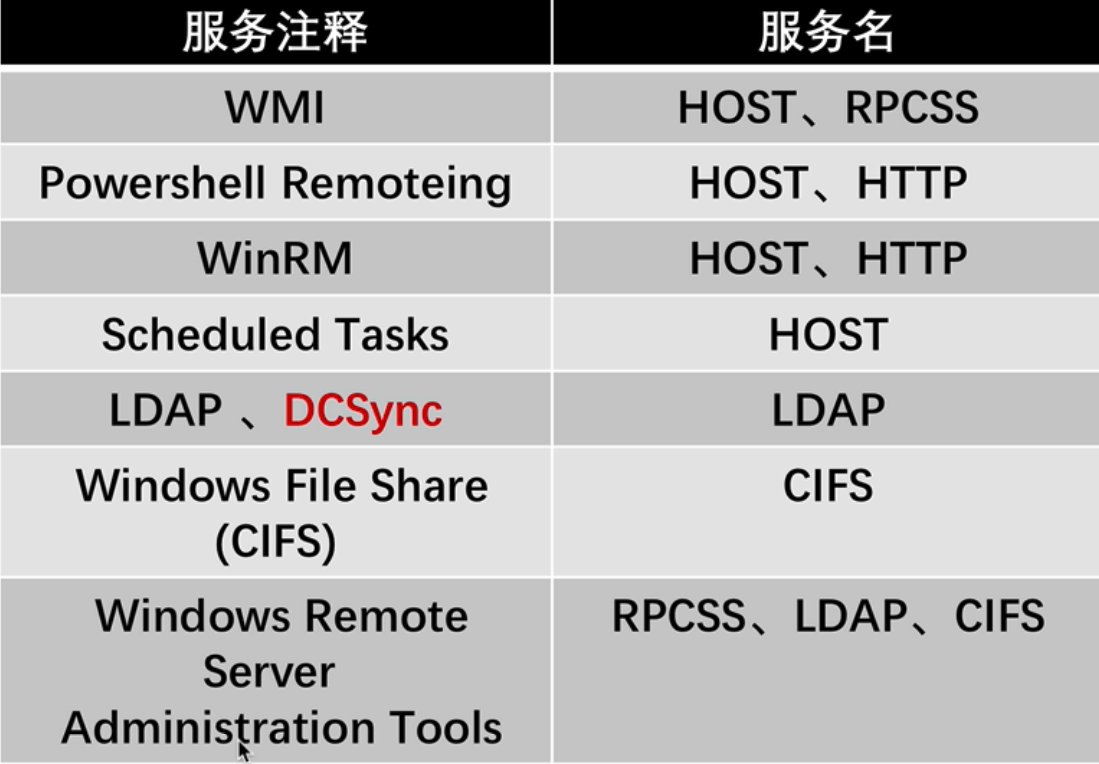 服务注释 服务名
WMI HOST、RPCSS
Powershell Remoteing HOST、HTTP
WinRM HOST、HTTP
Scheduled Tasks HOST
LDAP 、DCSync LDAP
Windows File Share CIFS
(CIFS)
Windows Remote RPCSS、LDAP、CIFS
Server
Administration Tools